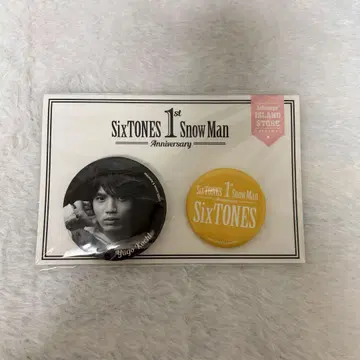 SixTONES 1st Snow Man
Anniversary
ISLAND
STORE
Yugo Kochi
SixTONES 1st Snow Man
SixTONES